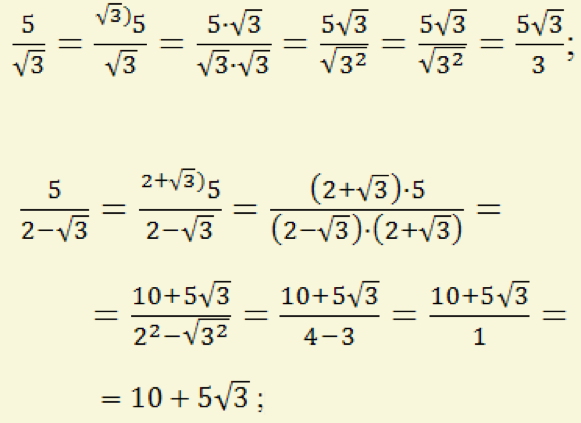 5/√3 = √3)5/√3 = 5·√3/√3·√3 = 5√3/√3² = 5√3/√3² = 5√3/3;
5/2−√3 = 2+√3)5/2−√3 = (2+√3)·5/(2−√3)·(2+√3) =
= 10+5√3/2²−√3² = 10+5√3/4−3 = 10+5√3/1 =
= 10 + 5√3 ;